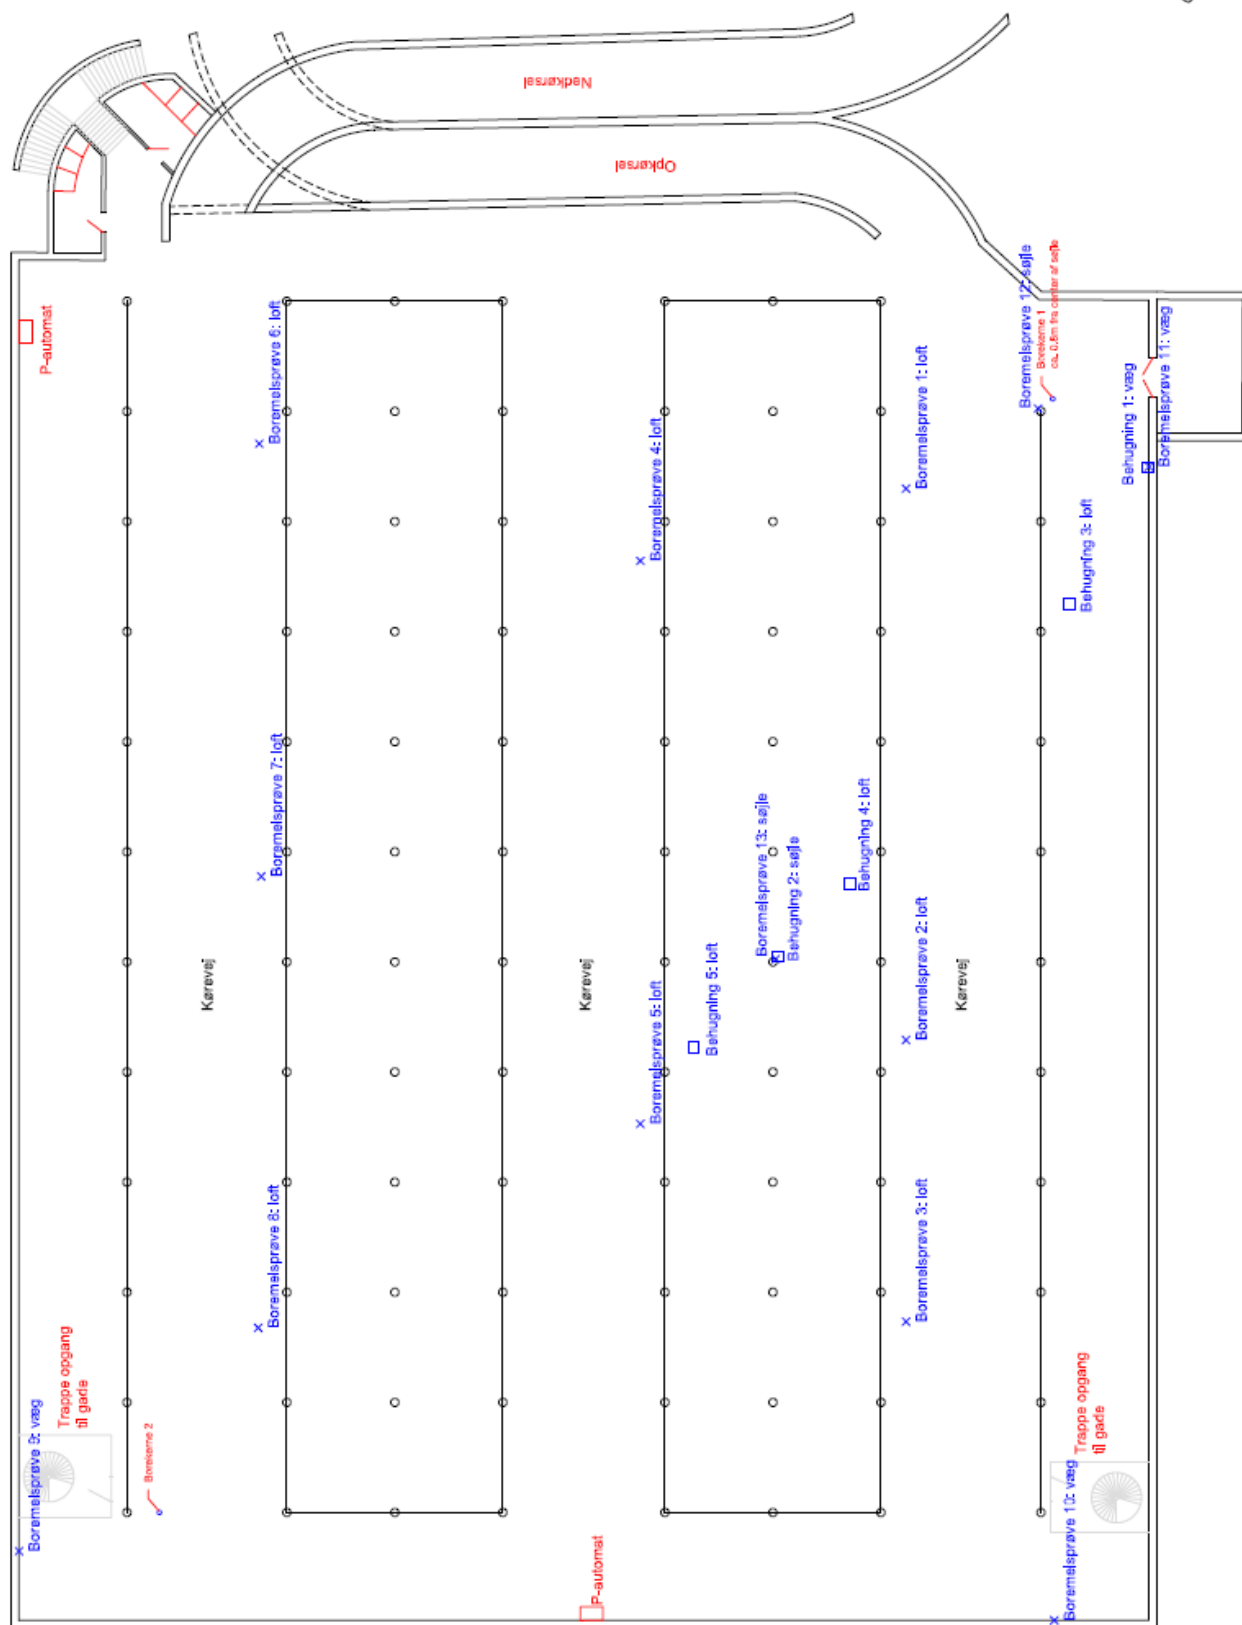 Nedkørsel
Opkørsel
P-automat
Boremelsprøve 6: loft
Boremelsprøve 4: loft
Boremelsprøve 1: loft
Boremelsprøve 12: søjle
Borekerne 1
ca. 0.6m fra center af søjle
Behugning 1: væg
Boremelsprøve 11: væg
Behugning 3: loft
Boremelsprøve 7: loft
Boremelsprøve 13: søjle
Behugning 2: søjle
Behugning 4: loft
Kørevej
Kørevej
Kørevej
Boremelsprøve 5: loft
Behugning 5: loft
Boremelsprøve 2: loft
Boremelsprøve 8: loft
Boremelsprøve 3: loft
Trappe opgang
til gade
Boremelsprøve 9: væg
Borekerne 2
Trappe opgang
til gade
Boremelsprøve 10: væg
P-automat